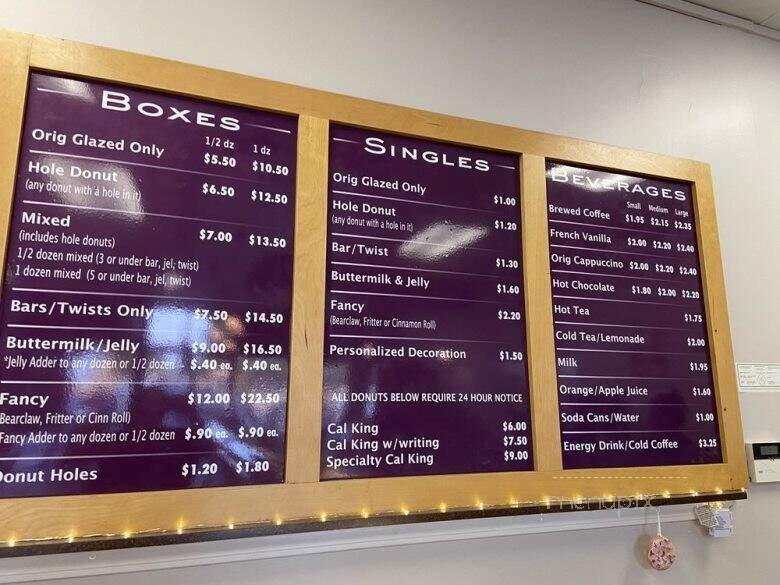 BOXES
1/2 dz 1 dz
Orig Glazed Only $5.50 $10.50
Hole Donut $6.50 $12.50
(any donut with a hole in it)
Mixed $7.00 $13.50
(includes hole donuts)
1/2 dozen mixed (3 or under bar, jel, twist)
1 dozen mixed (5 or under bar, jel, twist)
Bars/Twists Only $7.50 $14.50
Buttermilk/Jelly $9.00 $16.50
*Jelly Adder to any dozen or 1/2 dozen $.40 ea. $.40 ea.
Fancy $12.00 $22.50
Bearclaw, Fritter or Cinn Roll)
Fancy Adder to any dozen or 1/2 dozen $.90 ea. $.90 ea.
Donut Holes $1.20 $1.80
SINGLES
Orig Glazed Only $1.00
Hole Donut $1.20
(any donut with a hole in it)
Bar/Twist $1.30
Buttermilk & Jelly $1.60
Fancy $2.20
(Bearclaw, Fritter or Cinnamon Roll)
Personalized Decoration $1.50
ALL DONUTS BELOW REQUIRE 24 HOUR NOTICE
Cal King $6.00
Cal King w/writing $7.50
Specialty Cal King $9.00
BEVERAGES
Small Medium Large
Brewed Coffee $1.95 $2.15 $2.35
French Vanilla $2.00 $2.20 $2.40
Orig Cappuccino $2.00 $2.20 $2.40
Hot Chocolate $1.80 $2.00 $2.20
Hot Tea $1.75
Cold Tea/Lemonade $2.00
Milk $1.95
Orange/Apple Juice $1.60
Soda Cans/Water $1.00
Energy Drink/Cold Coffee $3.25
menupix